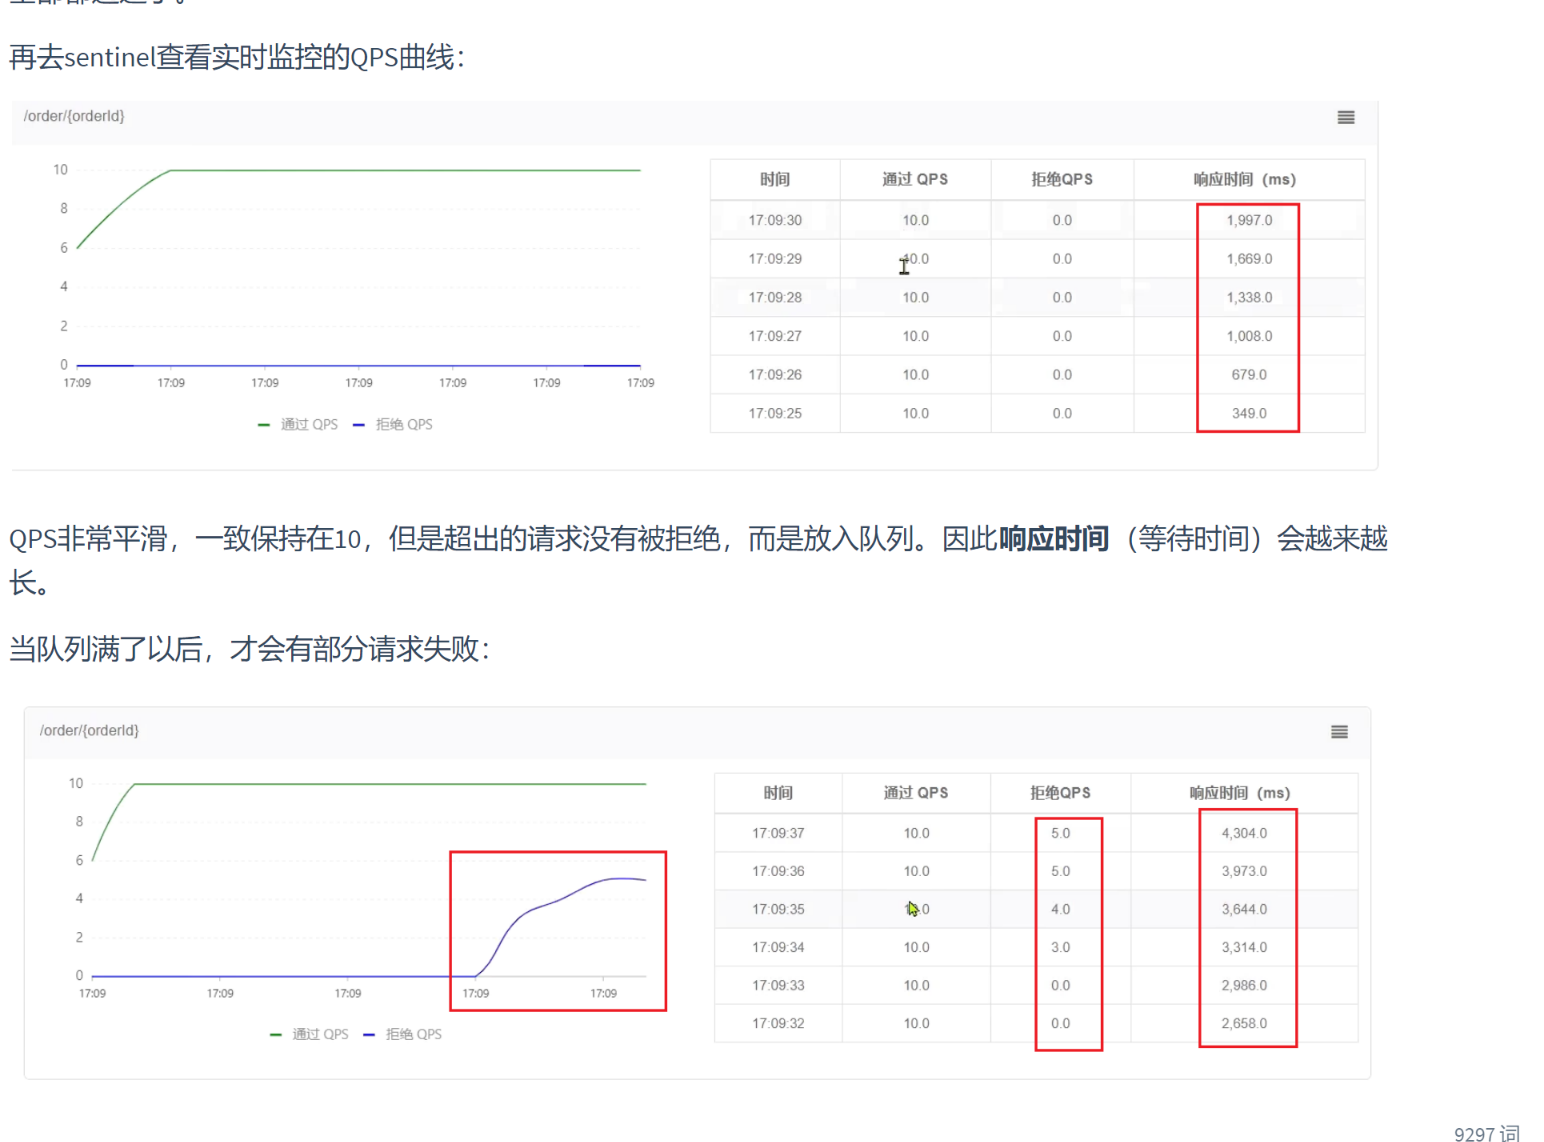 再去sentinel查看实时监控的QPS曲线：
/order/{orderId}
10
8
6
4
2
0
17:09 17:09 17:09 17:09 17:09 17:09 17:09
通过 QPS 拒绝 QPS
时间 通过 QPS 拒绝QPS 响应时间（ms）
17:09:30 10.0 0.0 1,997.0
17:09:29 0.0 1,669.0
17:09:28 10.0 0.0 1,338.0
17:09:27 10.0 0.0 1,008.0
17:09:26 10.0 0.0 679.0
17:09:25 10.0 0.0 349.0
QPS非常平滑，一致保持在10，但是超出的请求没有被拒绝，而是放入队列。因此响应时间（等待时间）会越来越
长。
当队列满了以后，才会有部分请求失败：
/order/{orderId}
10
8
6
4
2
0
17:09 17:09 17:09 17:09 17:09
通过 QPS 拒绝 QPS
时间 通过 QPS 拒绝QPS 响应时间（ms）
17:09:37 10.0 5.0 4,304.0
17:09:36 10.0 5.0 3,973.0
17:09:35 4.0 3,644.0
17:09:34 10.0 3.0 3,314.0
17:09:33 10.0 0.0 2,986.0
17:09:32 10.0 0.0 2,658.0
9297 词